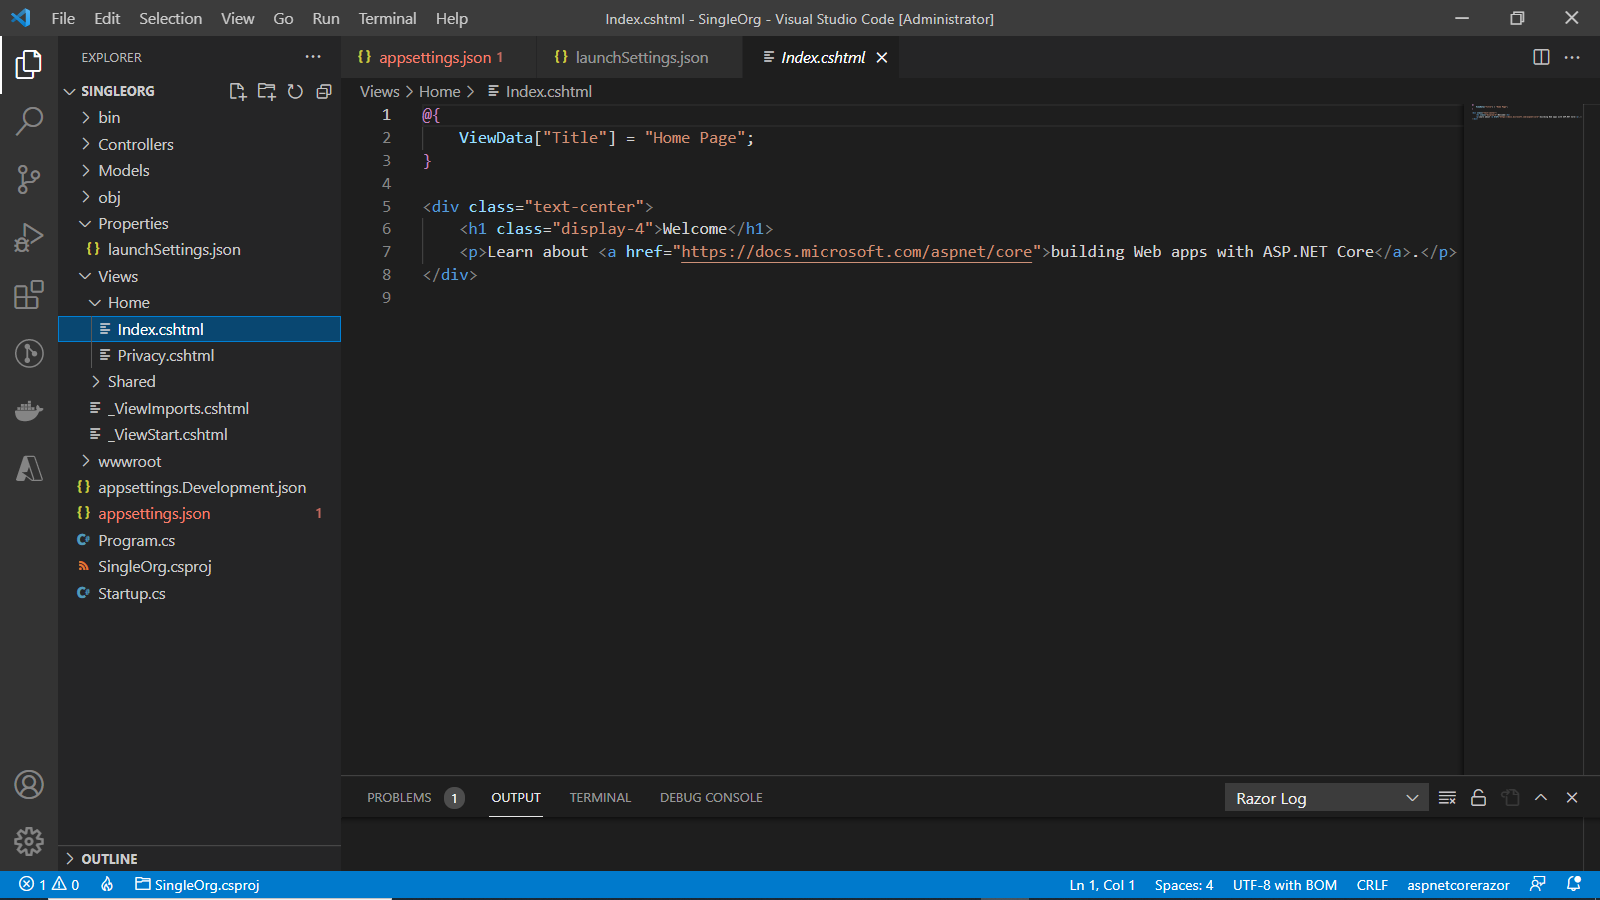 File Edit Selection View Go Run Terminal Help
Index.cshtml - SingleOrg - Visual Studio Code [Administrator]
EXPLORER
SINGLEORG
bin
Controllers
Models
obj
Properties
{} launchSettings.json
Views
Home
Index.cshtml
Privacy.cshtml
Shared
_ViewImports.cshtml
_ViewStart.cshtml
wwwroot
{} appsettings.Development.json
{} appsettings.json 1
C# Program.cs
SingleOrg.csproj
C# Startup.cs
OUTLINE
{} appsettings.json 1
{} launchSettings.json
Index.cshtml
Views > Home > Index.cshtml
1 @{
2 ViewData["Title"] = "Home Page";
3 }
4
5 <div class="text-center">
6 <h1 class="display-4">Welcome</h1>
7 <p>Learn about <a href="https://docs.microsoft.com/aspnet/core">building Web apps with ASP.NET Core</a>.</p>
8 </div>
9
PROBLEMS 1 OUTPUT TERMINAL DEBUG CONSOLE
Razor Log
1 0 SingleOrg.csproj
Ln 1, Col 1 Spaces: 4 UTF-8 with BOM CRLF aspnetcorerazor